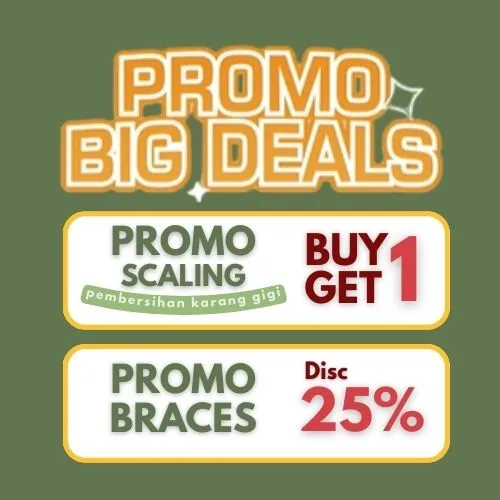 PROMO
BIG DEALS
PROMO
SCALING
pembersihan karang gigi
BUY 1
GET
PROMO
BRACES
Disc
25%